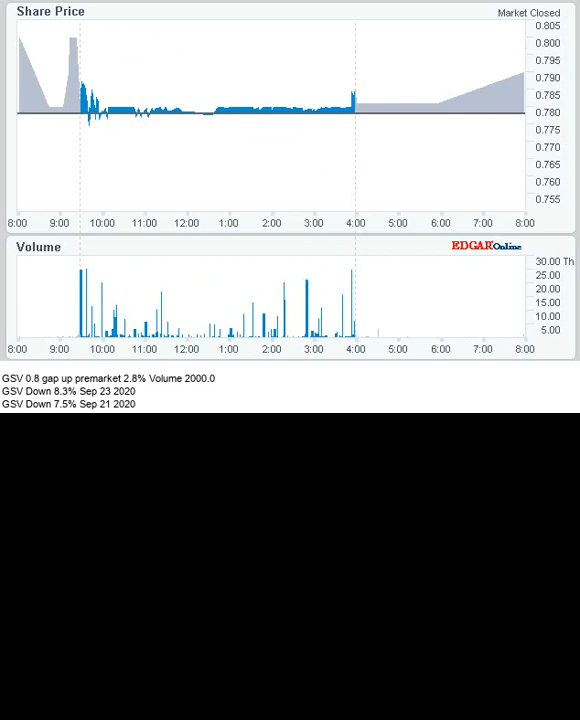 Share Price
Market Closed
0.805
0.800
0.795
0.790
0.785
0.780
0.775
0.770
0.765
0.760
0.755
8:00 9:00 10:00 11:00 12:00 1:00 2:00 3:00 4:00 5:00 6:00 7:00 8:00
Volume
EDGAR Online
30.00 Th
25.00
20.00
15.00
10.00
5.00
8:00 9:00 10:00 11:00 12:00 1:00 2:00 3:00 4:00 5:00 6:00 7:00 8:00
GSV 0.8 gap up premarket 2.8% Volume 2000.0
GSV Down 8.3% Sep 23 2020
GSV Down 7.5% Sep 21 2020